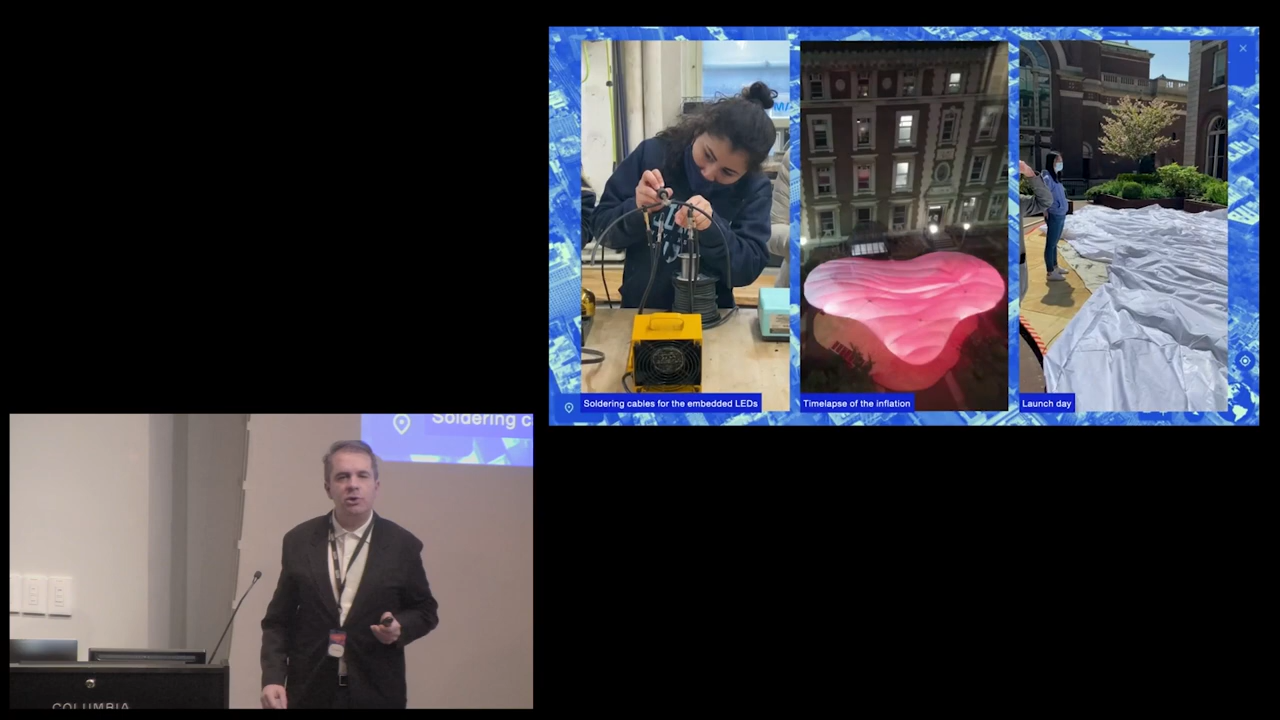 Soldering cables for the embedded LEDs
Timelapse of the inflation
Launch day
Soldering c
COLUMBIA